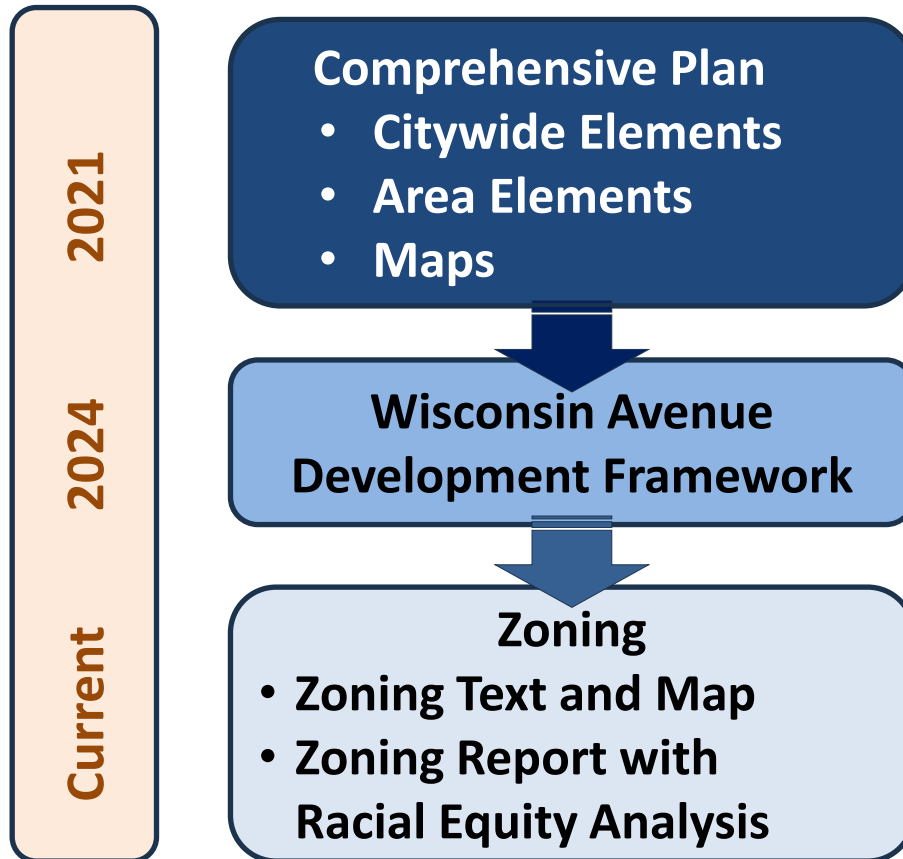 2021
Comprehensive Plan
• Citywide Elements
• Area Elements
• Maps
2024
Wisconsin Avenue
Development Framework
Current
Zoning
• Zoning Text and Map
• Zoning Report with
Racial Equity Analysis